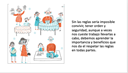 Sin las reglas sería imposible
convivir, tener orden y
seguridad, aunque a veces
nos cueste trabajo llevarlas a
cabo, debemos aprender la
importancia y beneficios que
nos da el respetar las reglas
en todas partes.